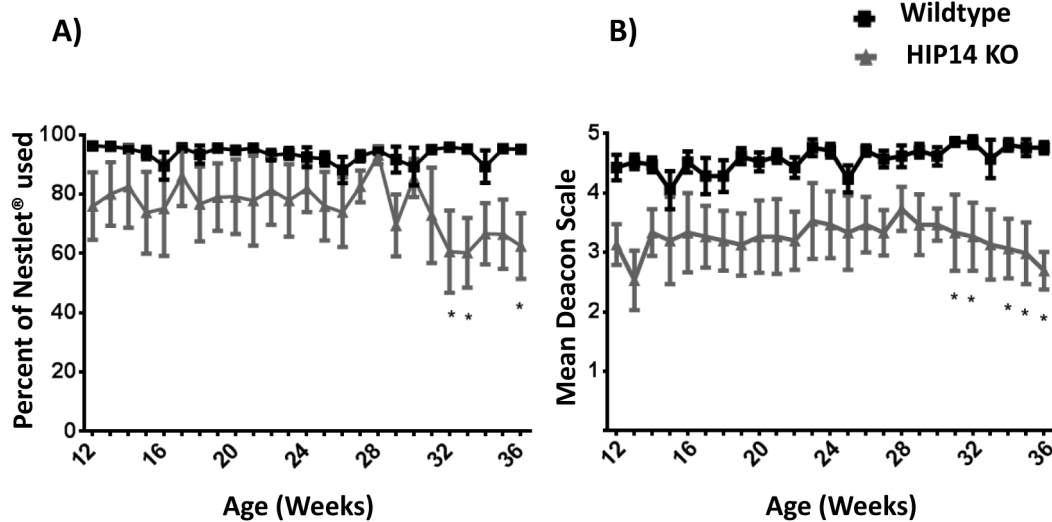 A)
Percent of Nestlet® used
100
80
60
40
20
0
* * *
12 16 20 24 28 32 36
Age (Weeks)
B)
Wildtype
HIP14 KO
Mean Deacon Scale
5
4
3
2
1
* * * * *
12 16 20 24 28 32 36
Age (Weeks)